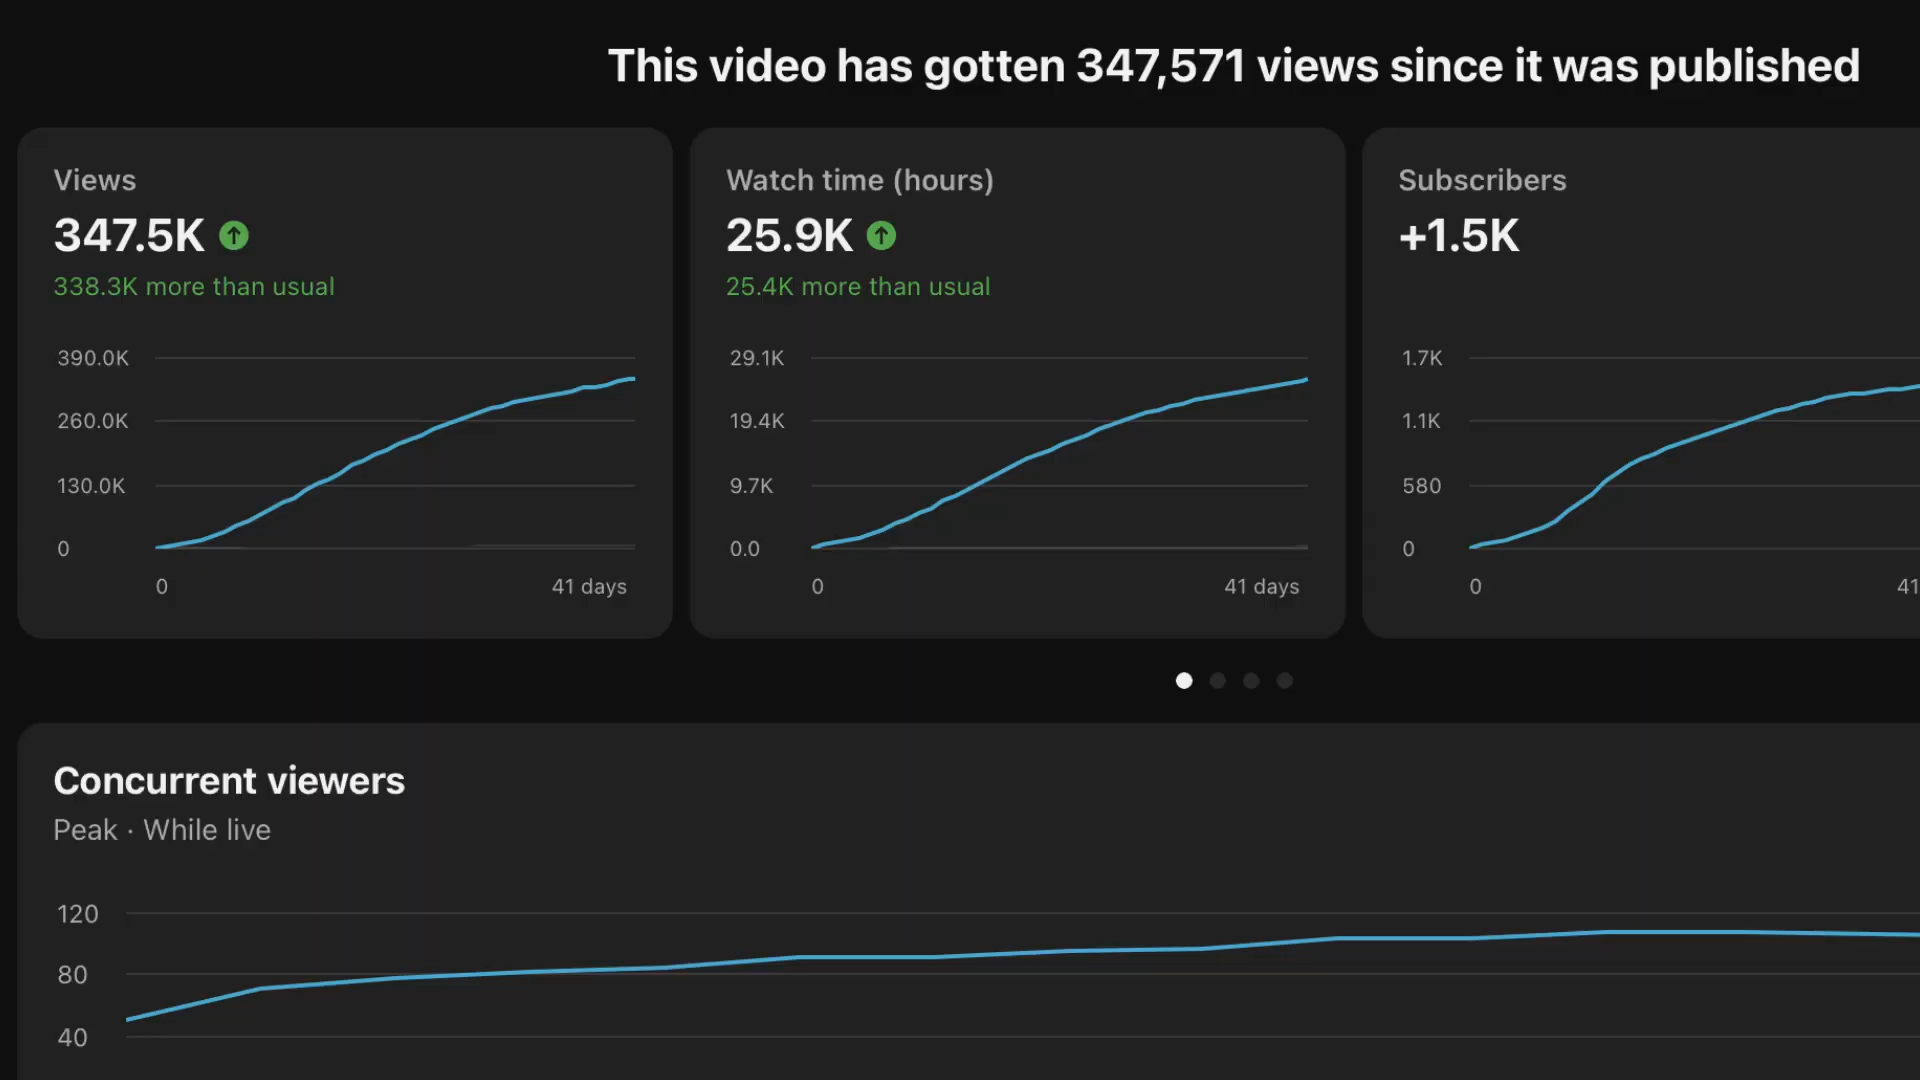 This video has gotten 347,571 views since it was published
Views
347.5K
338.3K more than usual
390.0K
260.0K
130.0K
0
0
41 days
Watch time (hours)
25.9K
25.4K more than usual
29.1K
19.4K
9.7K
0.0
0
41 days
Subscribers
+1.5K
1.7K
1.1K
580
0
0
41
Concurrent viewers
Peak · While live
120
80
40